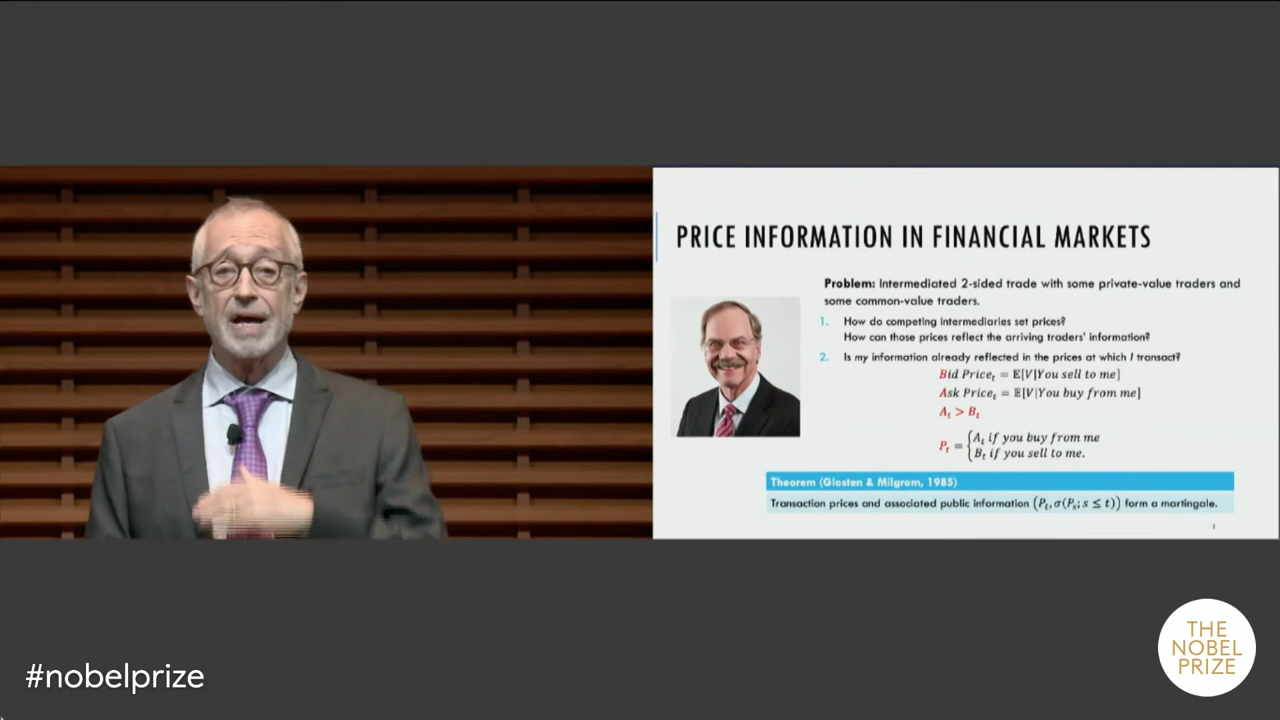 PRICE INFORMATION IN FINANCIAL MARKETS
Problem: Intermediated 2-sided trade with some private-value traders and
some common-value traders.
1. How do competing intermediaries set prices?
How can those prices reflect the arriving traders' information?
2. Is my information already reflected in the prices at which I transact?
Bid Priceₜ = 𝔼[V|You sell to me]
Ask Priceₜ = 𝔼[V|You buy from me]
Aₜ > Bₜ
Pₜ = {Aₜ if you buy from me
Bₜ if you sell to me.
Theorem (Glosten & Milgrom, 1985)
Transaction prices and associated public information (Pₜ, σ(Pₛ; s ≤ t)) form a martingale.
#nobelprize
THE
NOBEL
PRIZE